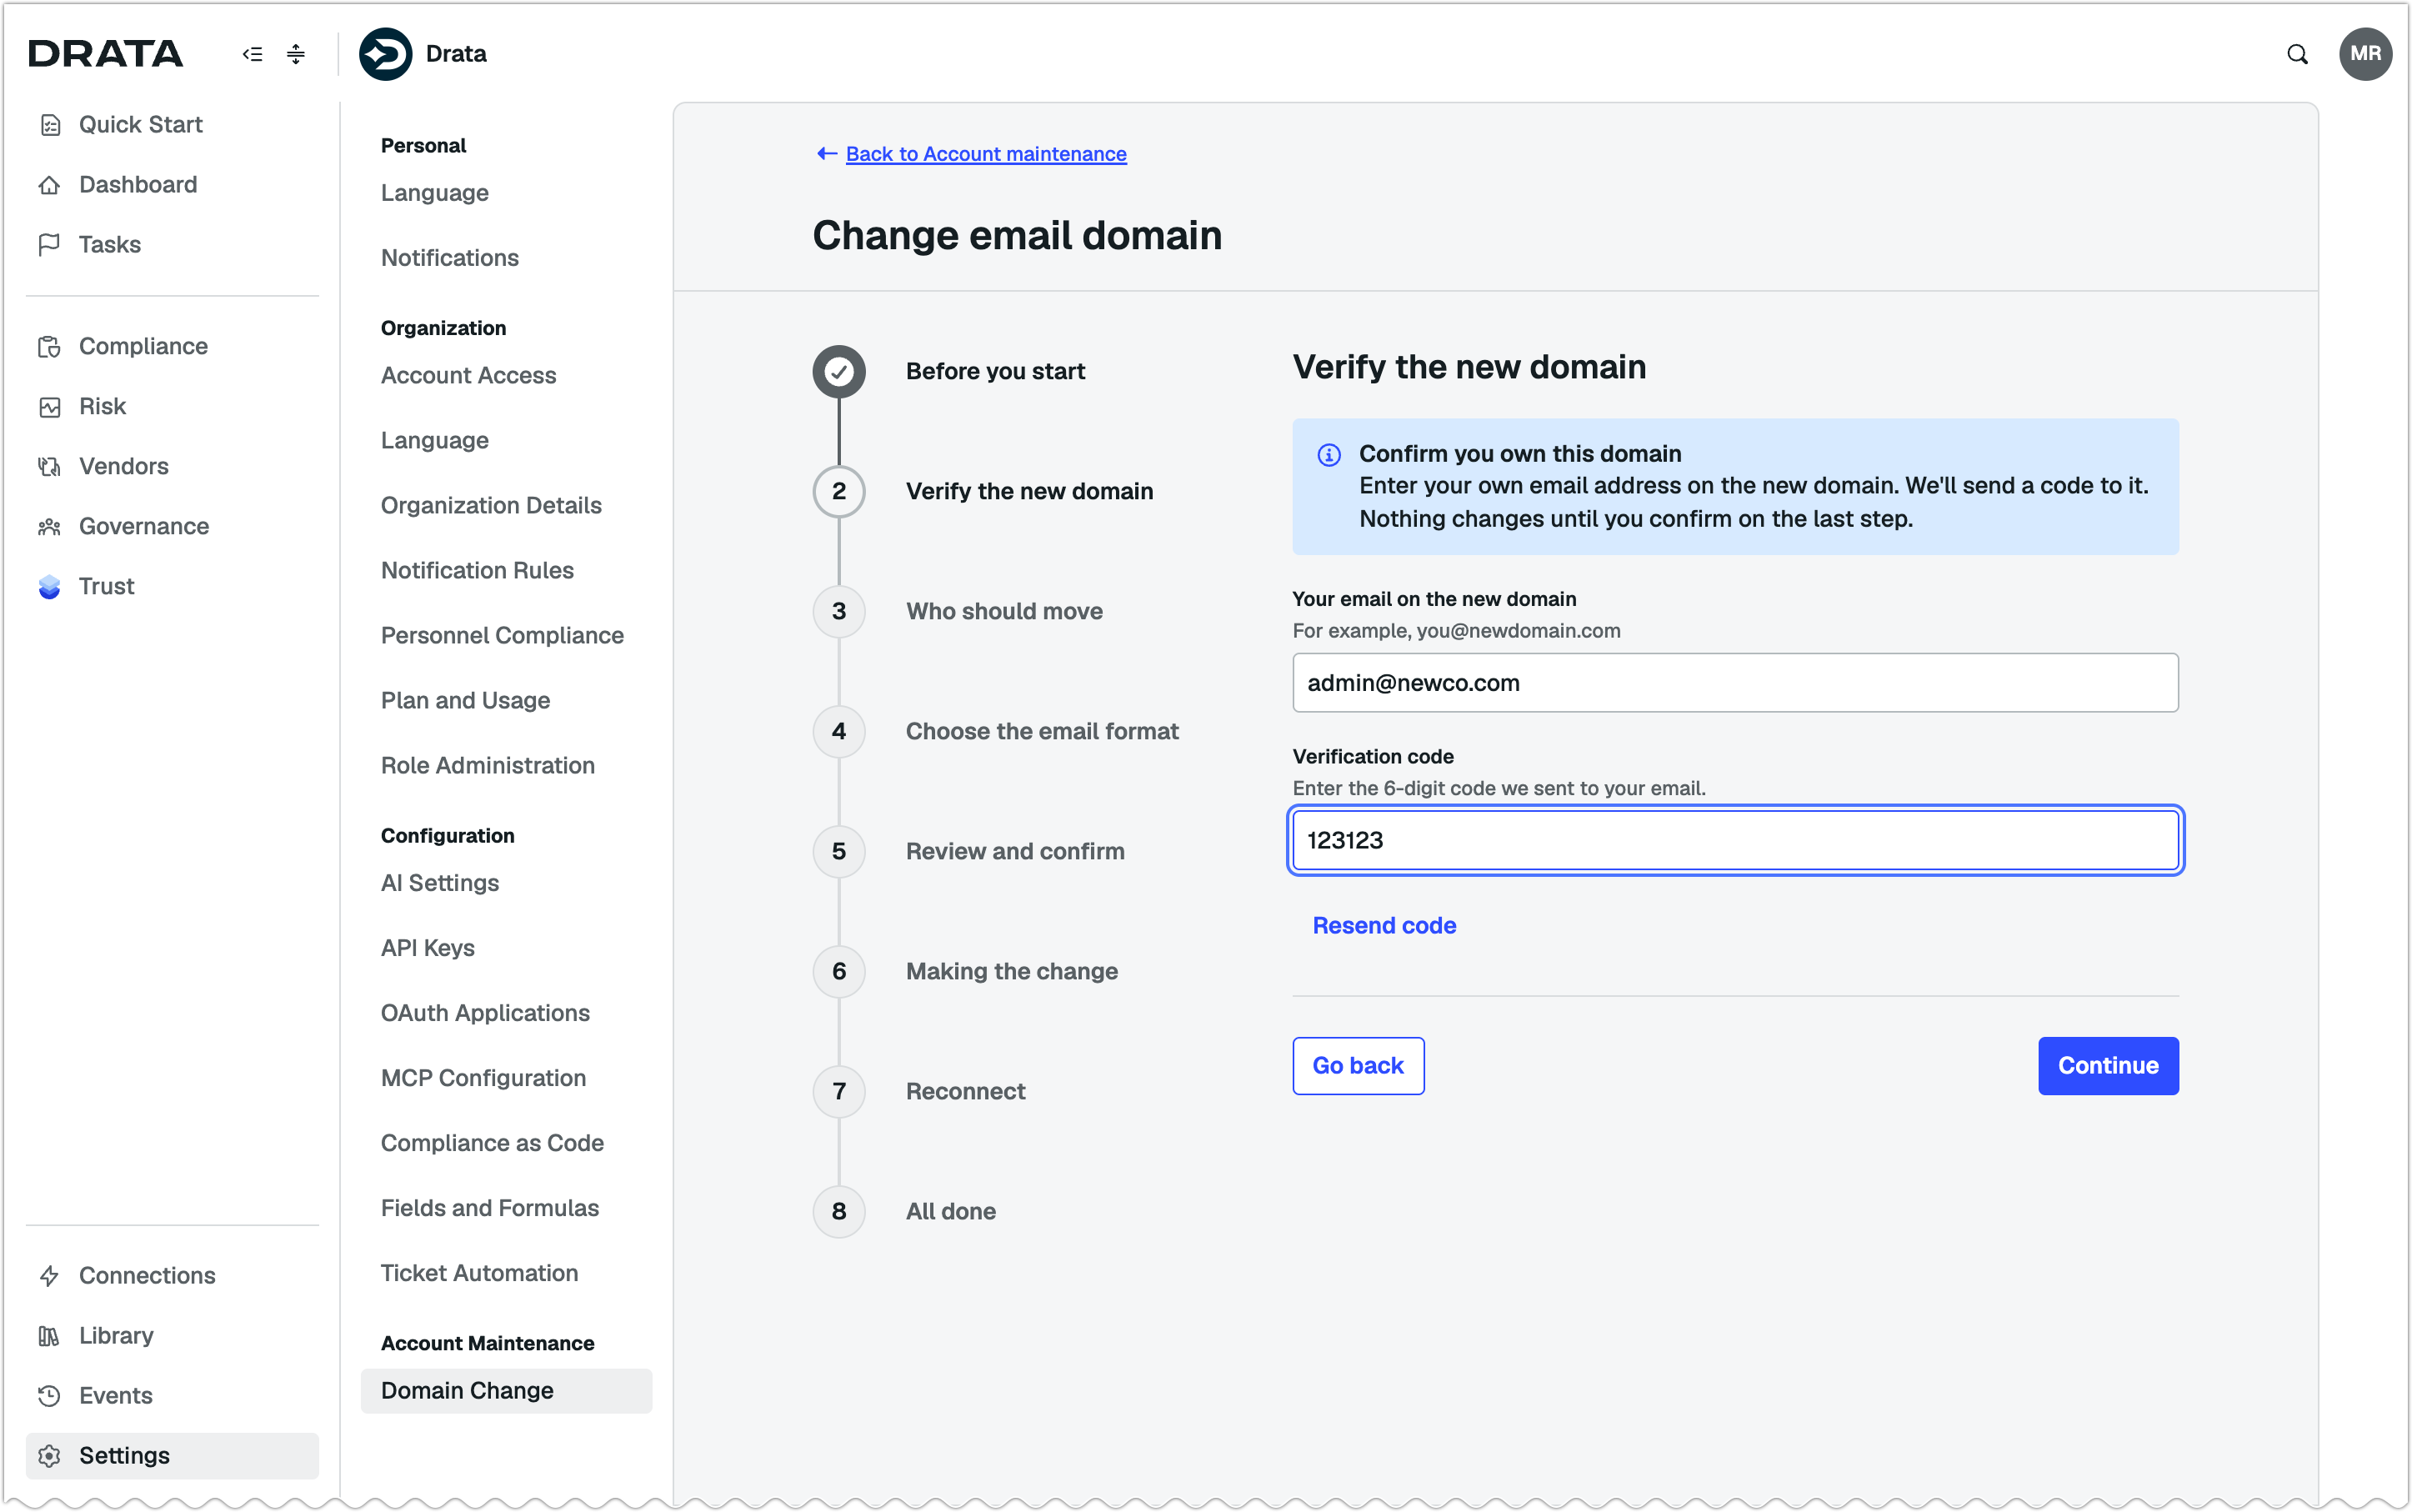 DRATA
Drata
MR
Quick Start
Dashboard
Tasks
Compliance
Risk
Vendors
Governance
Trust
Connections
Library
Events
Settings
Personal
Language
Notifications
Organization
Account Access
Language
Organization Details
Notification Rules
Personnel Compliance
Plan and Usage
Role Administration
Configuration
AI Settings
API Keys
OAuth Applications
MCP Configuration
Compliance as Code
Fields and Formulas
Ticket Automation
Account Maintenance
Domain Change
Back to Account maintenance
Change email domain
Before you start
2 Verify the new domain
3 Who should move
4 Choose the email format
5 Review and confirm
6 Making the change
7 Reconnect
8 All done
Verify the new domain
Confirm you own this domain
Enter your own email address on the new domain. We'll send a code to it.
Nothing changes until you confirm on the last step.
Your email on the new domain
For example, you@newdomain.com
admin@newco.com
Verification code
Enter the 6-digit code we sent to your email.
123123
Resend code
Go back
Continue